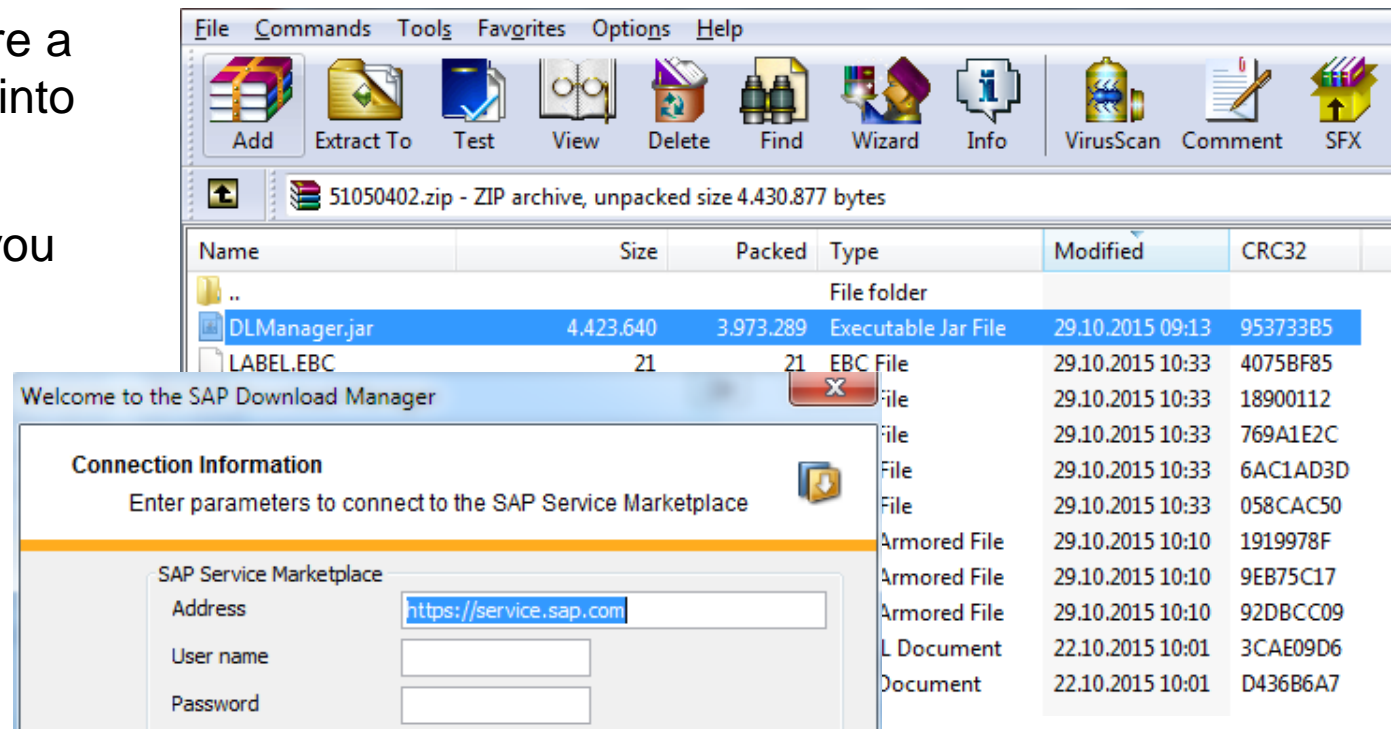 re a
into
you
File Commands Tools Favorites Options Help
Add Extract To Test View Delete Find Wizard Info VirusScan Comment SFX
51050402.zip - ZIP archive, unpacked size 4.430.877 bytes
Name Size Packed Type Modified CRC32
.. File folder
DLManager.jar 4.423.640 3.973.289 Executable Jar File 29.10.2015 09:13 953733B5
LABEL.EBC 21 21 EBC File 29.10.2015 10:33 4075BF85
File 29.10.2015 10:33 18900112
File 29.10.2015 10:33 769A1E2C
File 29.10.2015 10:33 6AC1AD3D
File 29.10.2015 10:33 058CAC50
Armored File 29.10.2015 10:10 1919978F
Armored File 29.10.2015 10:10 9EB75C17
Armored File 29.10.2015 10:10 92DBCC09
L Document 22.10.2015 10:01 3CAE09D6
Document 22.10.2015 10:01 D436B6A7
Welcome to the SAP Download Manager
Connection Information
Enter parameters to connect to the SAP Service Marketplace
SAP Service Marketplace
Address https://service.sap.com
User name
Password